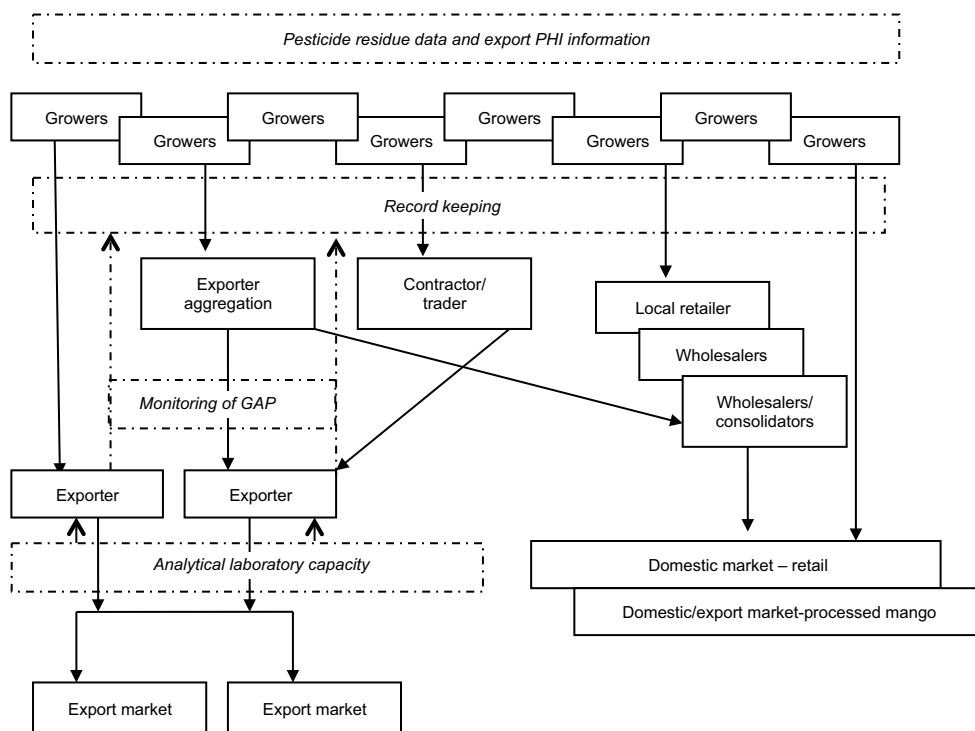 Pesticide residue data and export PHI information
Growers
Growers
Growers
Growers
Growers
Growers
Growers
Growers
Record keeping
Exporter
aggregation
Contractor/
trader
Local retailer
Wholesalers
Wholesalers/
consolidators
Monitoring of GAP
Exporter
Exporter
Analytical laboratory capacity
Domestic market – retail
Domestic/export market-processed mango
Export market
Export market